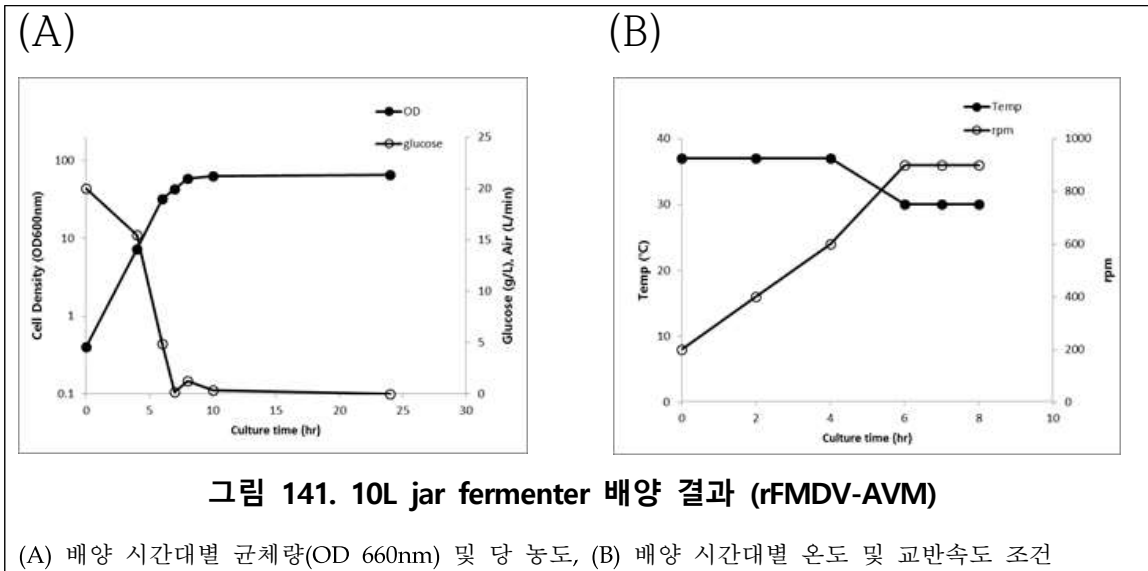 (A)
(B)
OD
glucose
100
10
1
0.1
Cell Density (OD600nm)
25
20
15
10
5
0
Glucose (g/L), Air (L/min)
0 5 10 15 20 25 30
Culture time (hr)
Temp
rpm
40
30
20
10
0
Temp (℃)
1000
800
600
400
200
0
rpm
0 2 4 6 8 10
Culture time (hr)
그림 141. 10L jar fermenter 배양 결과 (rFMDV-AVM)
(A) 배양 시간대별 균체량(OD 660nm) 및 당 농도, (B) 배양 시간대별 온도 및 교반속도 조건